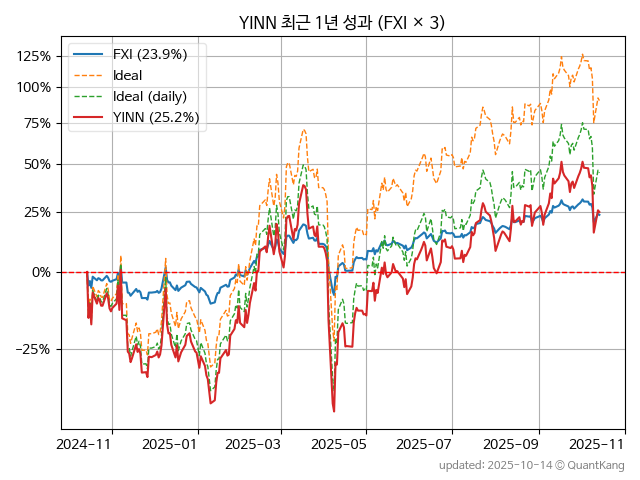 YINN 최근 1년 성과 (FXI × 3)
FXI (23.9%)
Ideal
Ideal (daily)
YINN (25.2%)
125%
100%
75%
50%
25%
0%
−25%
2024-11
2025-01
2025-03
2025-05
2025-07
2025-09
2025-11
updated: 2025-10-14 © QuantKang